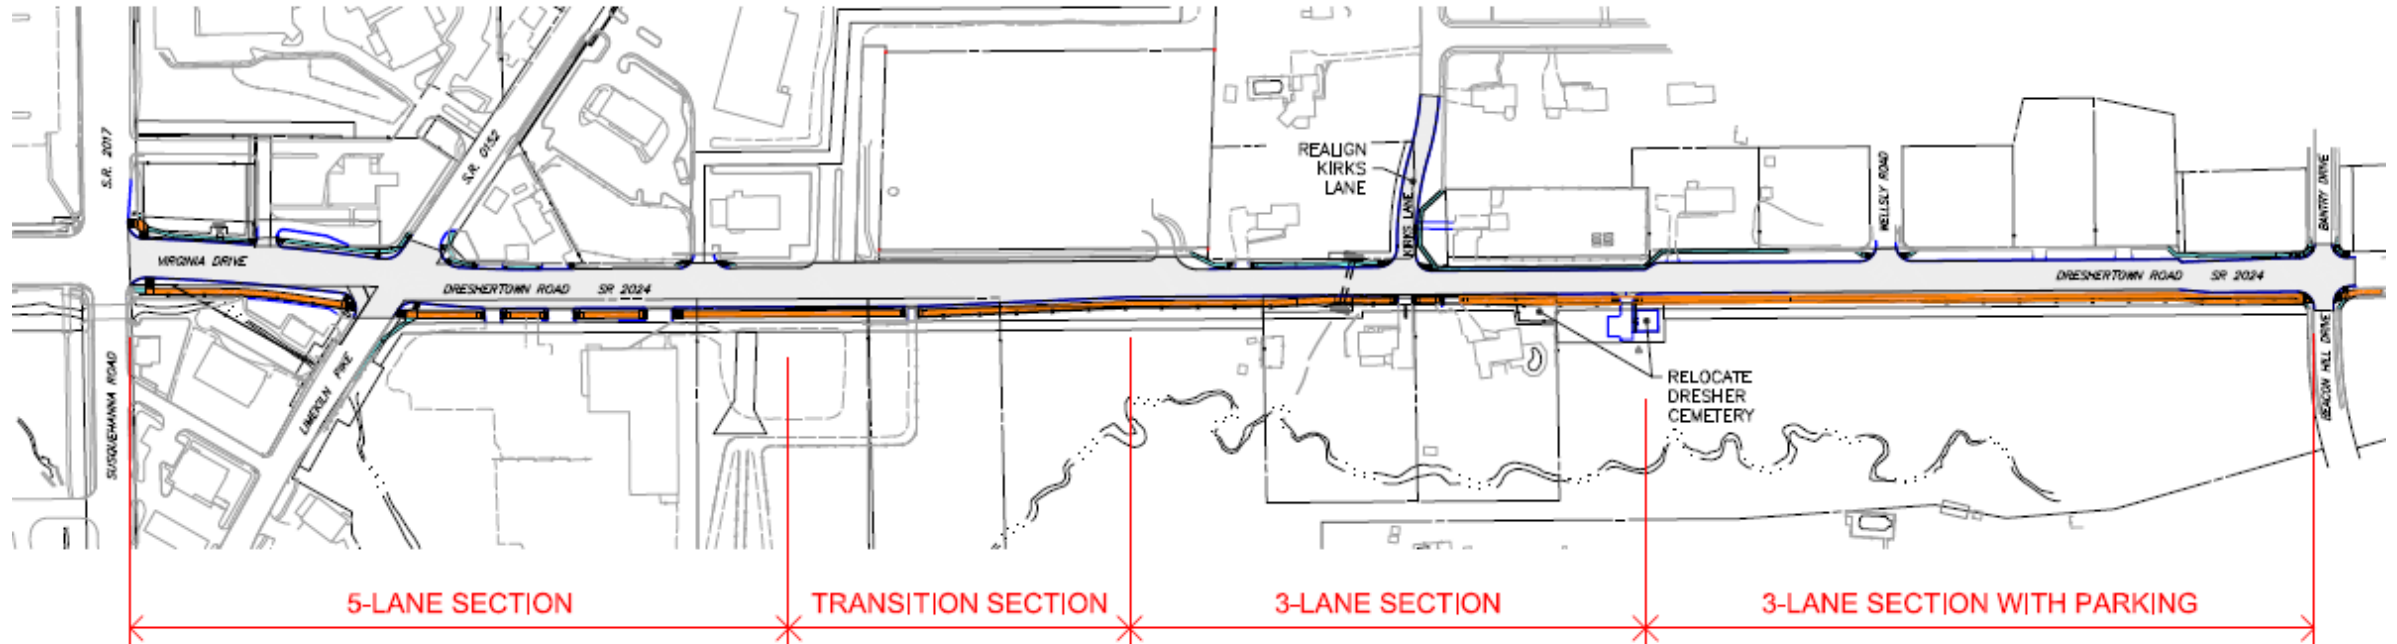 S.R. 2017
S.R. 0152
REALIGN
KIRKS
LANE
KIRKS LANE
WELLSLY ROAD
BANTRY DRIVE
VIRGINIA DRIVE
DRESHERTOWN ROAD SR 2024
DRESHERTOWN ROAD SR 2024
SUSQUEHANNA ROAD
LIMEKILN PIKE
RELOCATE
DRESHER
CEMETERY
BEACON HILL DRIVE
5-LANE SECTION
TRANSITION SECTION
3-LANE SECTION
3-LANE SECTION WITH PARKING